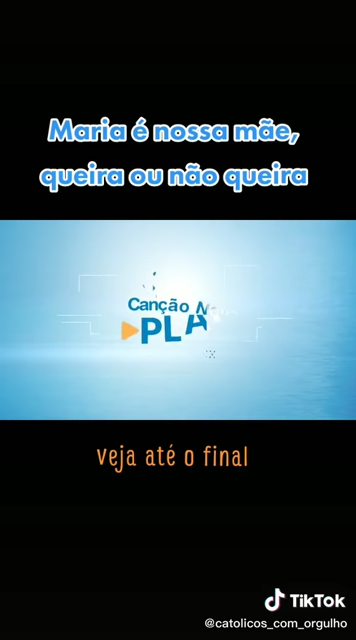 Maria é nossa mãe,
queira ou não queira
Canção
PLA
veja até o final
TikTok
@catolicos_com_orgulho